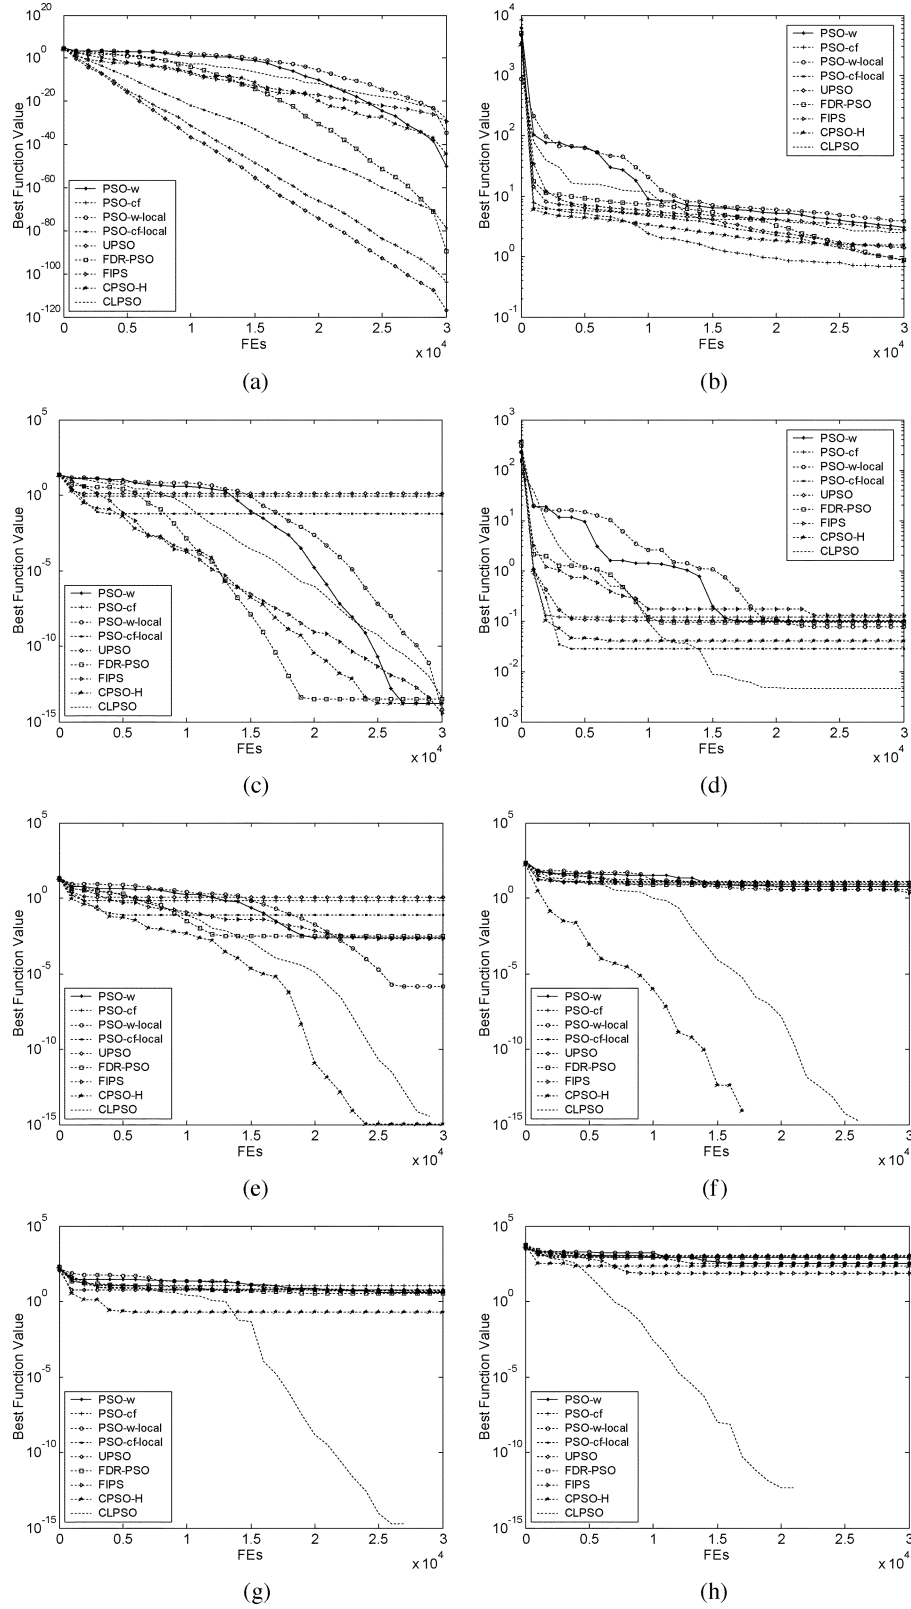 10^20
10^0
10^-20
10^-40
10^-60
10^-80
10^-100
10^-120
Best Function Value
PSO-w
PSO-cf
PSO-w-local
PSO-cf-local
UPSO
FDR-PSO
FIPS
CPSO-H
CLPSO
0 0.5 1 1.5 2 2.5 3
FEs
x 10^4
(a)
10^4
10^3
10^2
10^1
10^0
10^-1
Best Function Value
PSO-w
PSO-cf
PSO-w-local
PSO-cf-local
UPSO
FDR-PSO
FIPS
CPSO-H
CLPSO
0 0.5 1 1.5 2 2.5 3
FEs
x 10^4
(b)
10^5
10^0
10^-5
10^-10
10^-15
Best Function Value
PSO-w
PSO-cf
PSO-w-local
PSO-cf-local
UPSO
FDR-PSO
FIPS
CPSO-H
CLPSO
0 0.5 1 1.5 2 2.5 3
FEs
x 10^4
(c)
10^3
10^2
10^1
10^0
10^-1
10^-2
10^-3
Best Function Value
PSO-w
PSO-cf
PSO-w-local
PSO-cf-local
UPSO
FDR-PSO
FIPS
CPSO-H
CLPSO
0 0.5 1 1.5 2 2.5 3
FEs
x 10^4
(d)
10^5
10^0
10^-5
10^-10
10^-15
Best Function Value
PSO-w
PSO-cf
PSO-w-local
PSO-cf-local
UPSO
FDR-PSO
FIPS
CPSO-H
CLPSO
0 0.5 1 1.5 2 2.5 3
FEs
x 10^4
(e)
10^5
10^0
10^-5
10^-10
10^-15
Best Function Value
PSO-w
PSO-cf
PSO-w-local
PSO-cf-local
UPSO
FDR-PSO
FIPS
CPSO-H
CLPSO
0 0.5 1 1.5 2 2.5 3
FEs
x 10^4
(f)
10^5
10^0
10^-5
10^-10
10^-15
Best Function Value
PSO-w
PSO-cf
PSO-w-local
PSO-cf-local
UPSO
FDR-PSO
FIPS
CPSO-H
CLPSO
0 0.5 1 1.5 2 2.5 3
FEs
x 10^4
(g)
10^5
10^0
10^-5
10^-10
10^-15
Best Function Value
PSO-w
PSO-cf
PSO-w-local
PSO-cf-local
UPSO
FDR-PSO
FIPS
CPSO-H
CLPSO
0 0.5 1 1.5 2 2.5 3
FEs
x 10^4
(h)